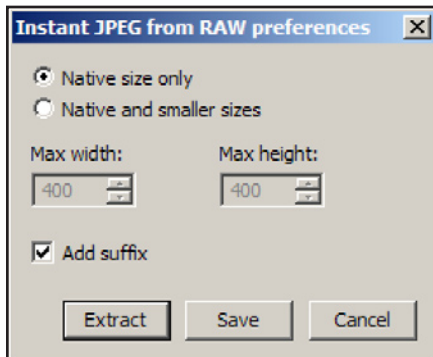 Instant JPEG from RAW preferences
Native size only
Native and smaller sizes
Max width: Max height:
400 400
Add suffix
Extract Save Cancel